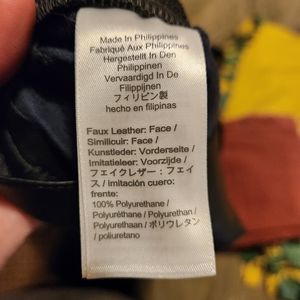 Made In Philippines
Fabriqué Aux Philippines
Hergestellt In Den
Philippinen
Vervaardigd In De
Filippijnen
フィリピン製
hecho en filipinas
Faux Leather: Face /
Similicuir: Face /
Kunstleder: Vorderseite /
Imitatieleer: Voorzijde /
フェイクレザー：フェイ
ス / imitación cuero:
frente:
100% Polyurethane /
Polyuréthane / Polyurethan /
Polyurethaan / ポリウレタン
/ poliuretano